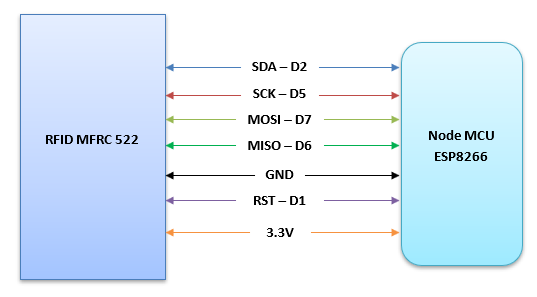 RFID MFRC 522
SDA – D2
SCK – D5
MOSI – D7
MISO – D6
GND
RST – D1
3.3V
Node MCU
ESP8266